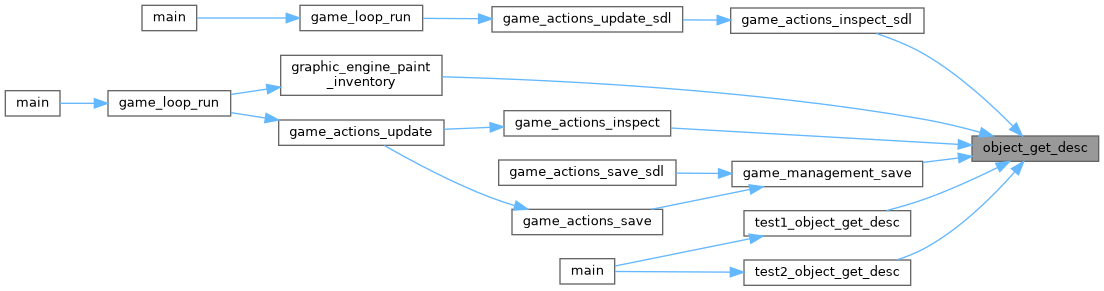 main
game_loop_run
game_actions_update_sdl
game_actions_inspect_sdl
graphic_engine_paint
_inventory
main
game_loop_run
game_actions_update
game_actions_inspect
object_get_desc
game_actions_save_sdl
game_management_save
game_actions_save
test1_object_get_desc
main
test2_object_get_desc